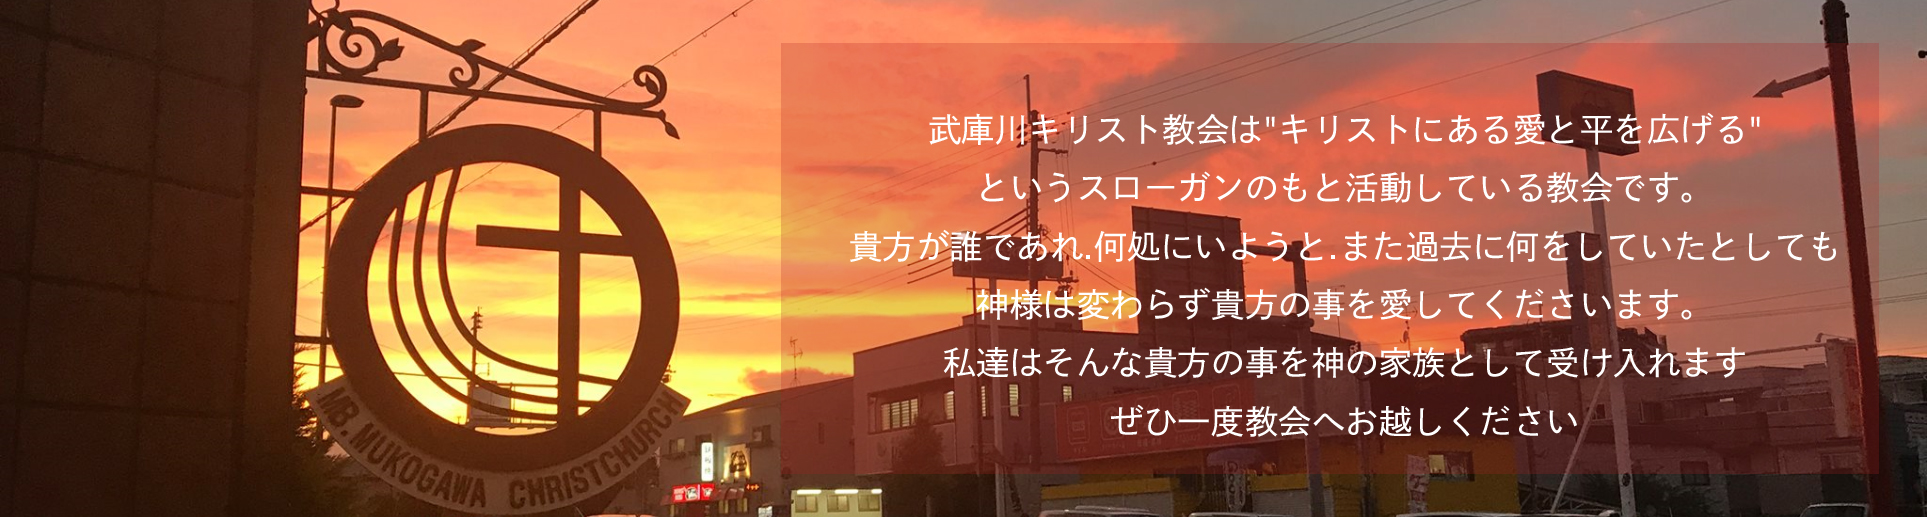 武庫川キリスト教会は"キリストにある愛と平を広げる"
というスローガンのもと活動している教会です。
貴方が誰であれ.何処にいようと.また過去に何をしていたとしても
神様は変わらず貴方の事を愛してくださいます。
私達はそんな貴方の事を神の家族として受け入れます
ぜひ一度教会へお越しください
MB. MUKOGAWA CHRISTCHURCH